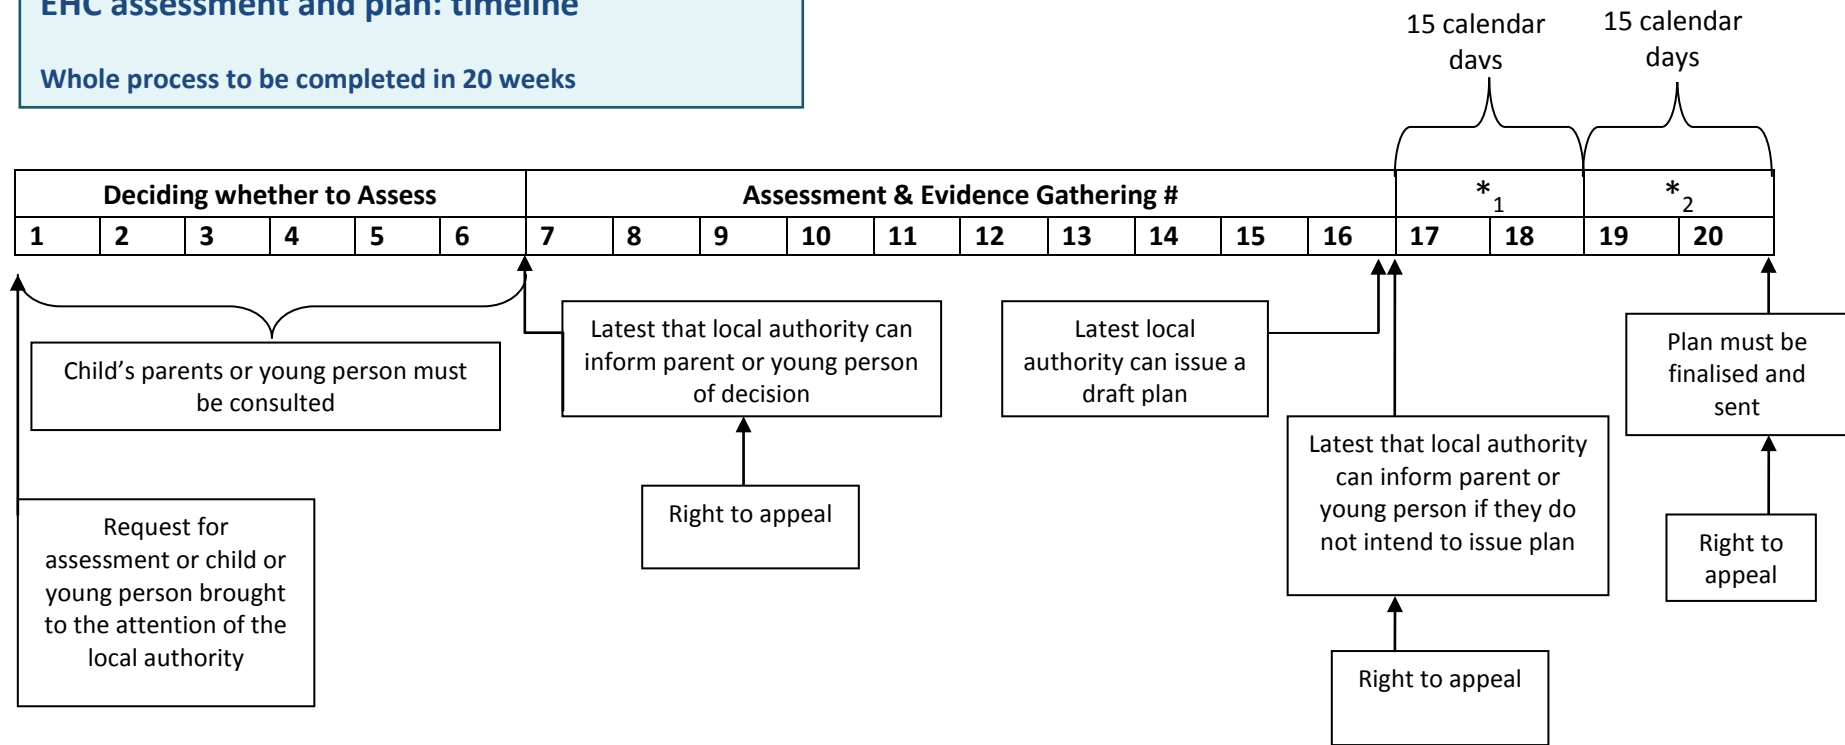 EHC assessment and plan: timeline
Whole process to be completed in 20 weeks
15 calendar
days
15 calendar
days
Deciding whether to Assess
Assessment & Evidence Gathering #
*1
*2
1 2 3 4 5 6 7 8 9 10 11 12 13 14 15 16 17 18 19 20
Child’s parents or young person must
be consulted
Latest that local authority can
inform parent or young person
of decision
Latest local
authority can issue a
draft plan
Plan must be
finalised and
sent
Latest that local authority
can inform parent or
young person if they do
not intend to issue plan
Right to appeal
Request for
assessment or child or
young person brought
to the attention of the
local authority
Right to
appeal
Right to appeal